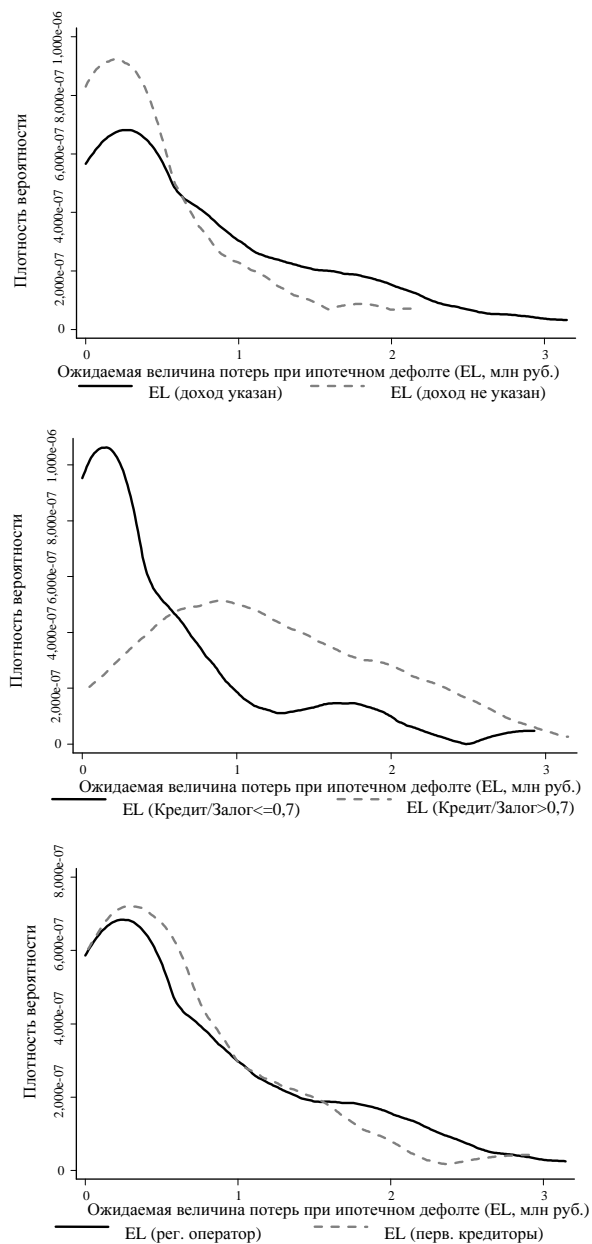 Плотность вероятности
1,000e-06
8,000e-07
6,000e-07
4,000e-07
2,000e-07
0
0 1 2 3
Ожидаемая величина потерь при ипотечном дефолте (EL, млн руб.)
EL (доход указан) EL (доход не указан)
Плотность вероятности
1,000e-06
8,000e-07
6,000e-07
4,000e-07
2,000e-07
0
0 1 2 3
Ожидаемая величина потерь при ипотечном дефолте (EL, млн руб.)
EL (Кредит/Залог<=0,7) EL (Кредит/Залог>0,7)
Плотность вероятности
8,000e-07
6,000e-07
4,000e-07
2,000e-07
0
0 1 2 3
Ожидаемая величина потерь при ипотечном дефолте (EL, млн руб.)
EL (рег. оператор) EL (перв. кредиторы)